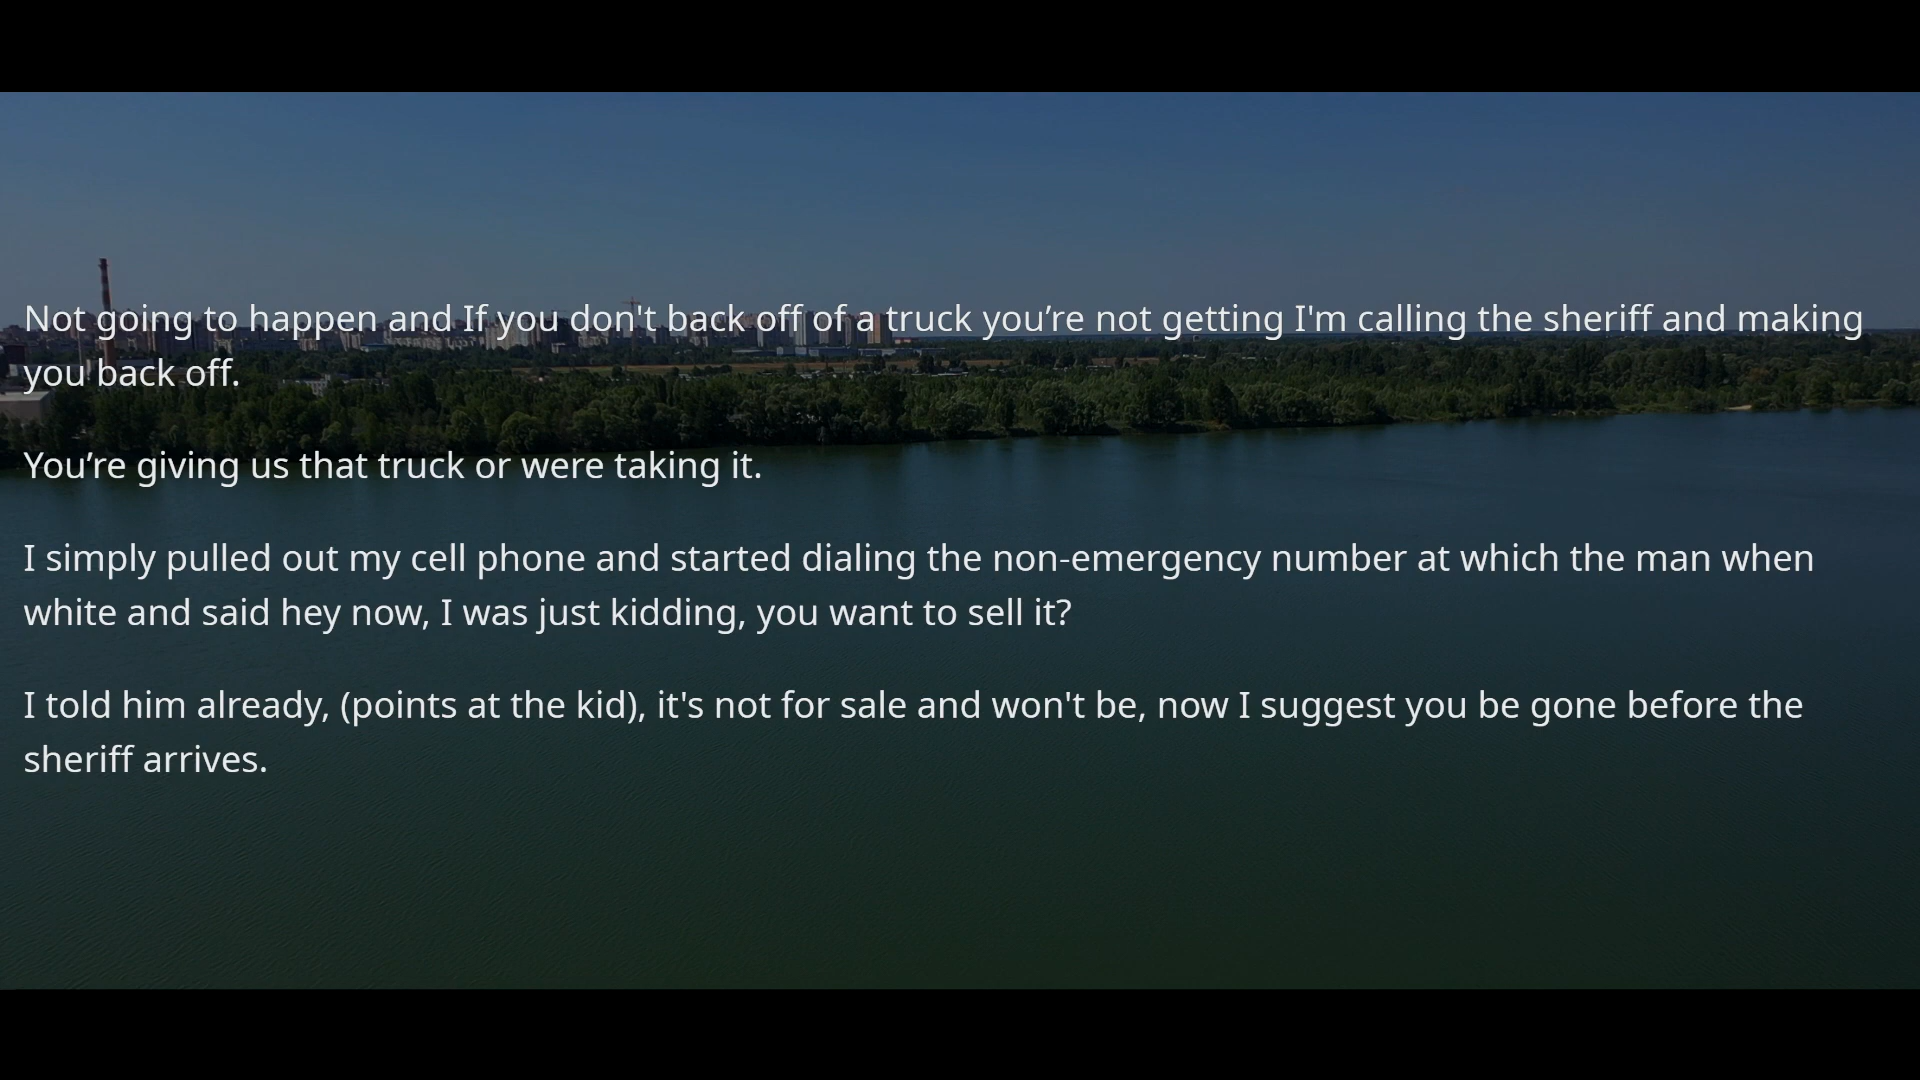 Not going to happen and If you don't back off of a truck you’re not getting I'm calling the sheriff and making
you back off.
You’re giving us that truck or were taking it.
I simply pulled out my cell phone and started dialing the non-emergency number at which the man when
white and said hey now, I was just kidding, you want to sell it?
I told him already, (points at the kid), it's not for sale and won't be, now I suggest you be gone before the
sheriff arrives.